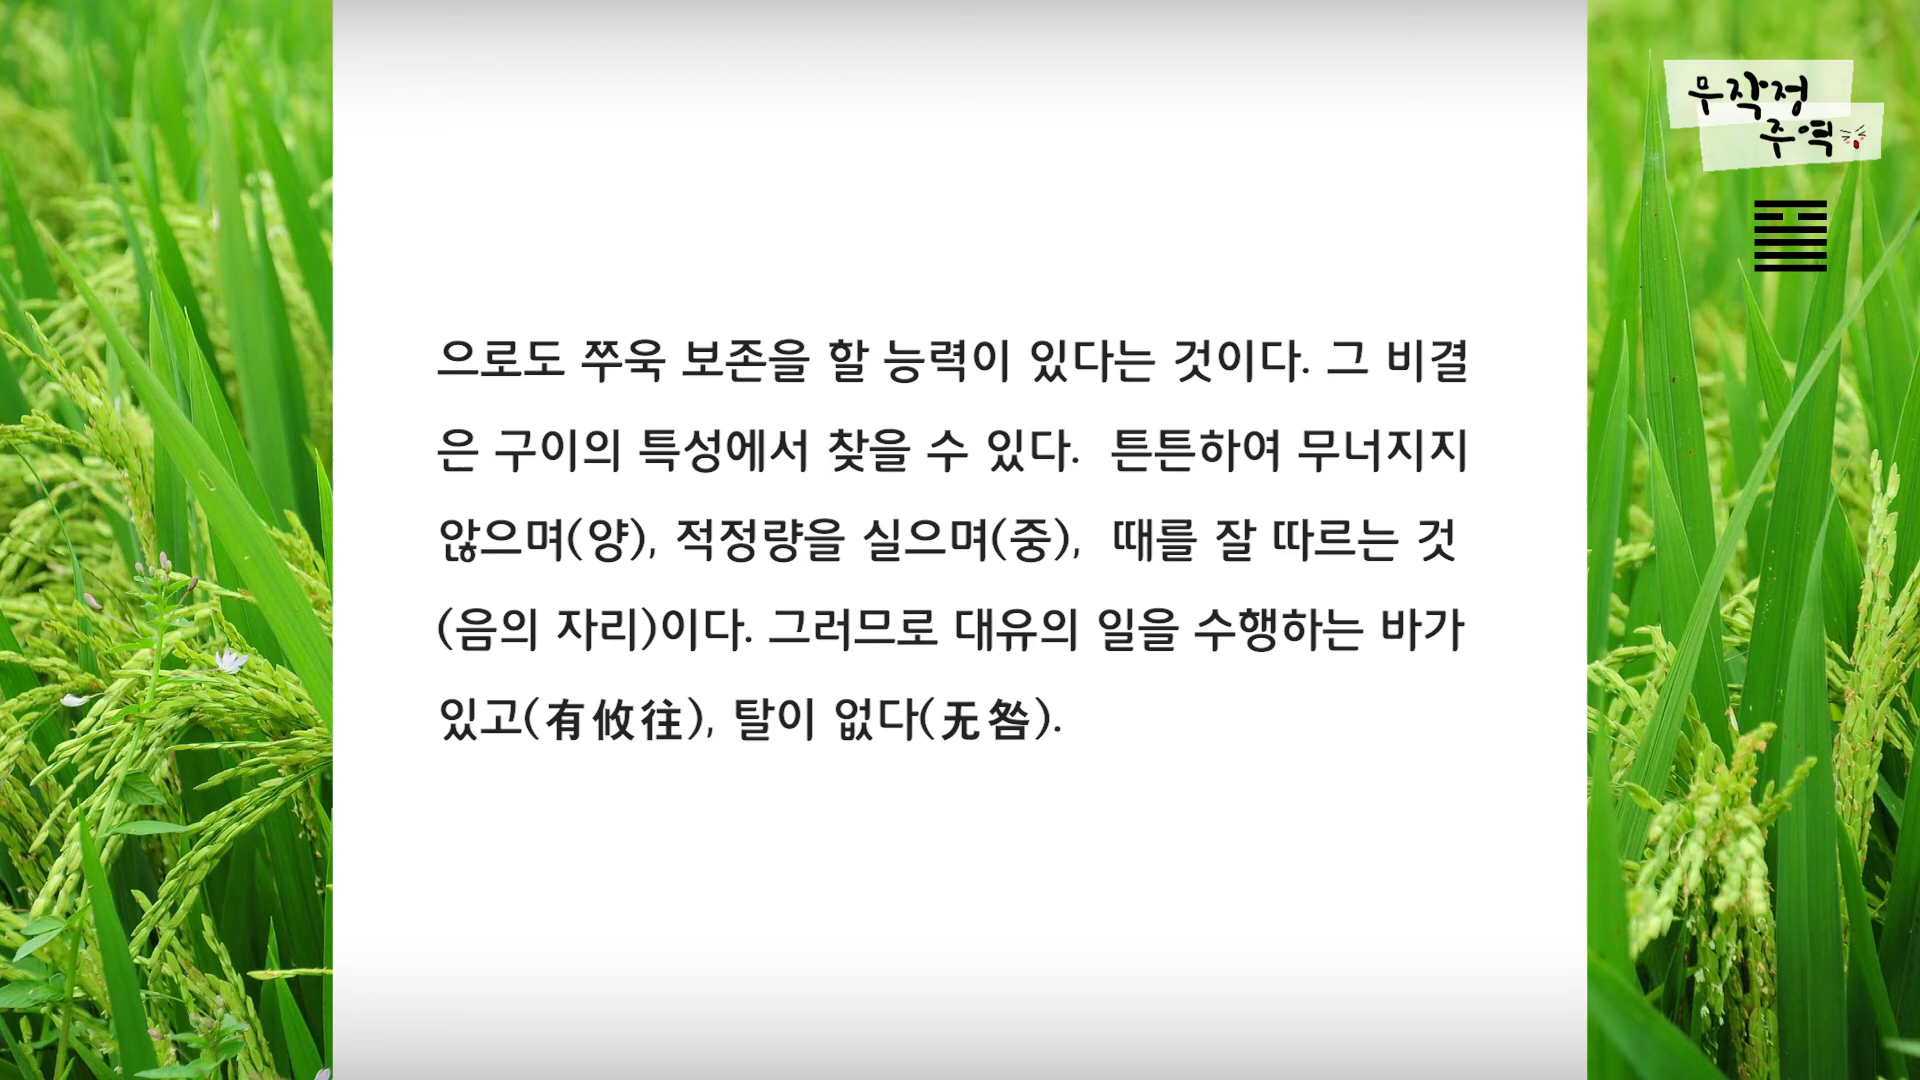 무작정
주역
으로도 쭈욱 보존을 할 능력이 있다는 것이다. 그 비결
은 구이의 특성에서 찾을 수 있다. 튼튼하여 무너지지
않으며(양), 적정량을 실으며(중), 때를 잘 따르는 것
(음의 자리)이다. 그러므로 대유의 일을 수행하는 바가
있고(有攸往), 탈이 없다(无咎).